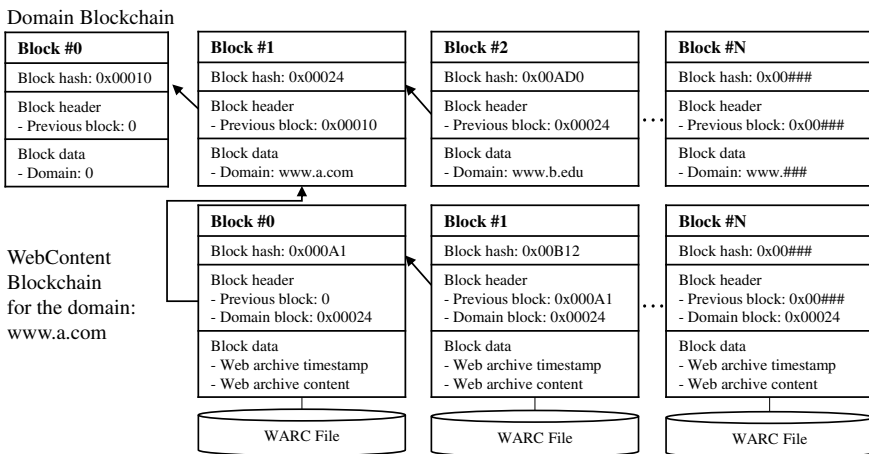 Domain Blockchain
Block #0
Block hash: 0x00010
Block header
- Previous block: 0
Block data
- Domain: 0
Block #1
Block hash: 0x00024
Block header
- Previous block: 0x00010
Block data
- Domain: www.a.com
Block #2
Block hash: 0x00AD0
Block header
- Previous block: 0x00024
Block data
- Domain: www.b.edu
...
Block #N
Block hash: 0x00###
Block header
- Previous block: 0x00###
Block data
- Domain: www.###
WebContent
Blockchain
for the domain:
www.a.com
Block #0
Block hash: 0x000A1
Block header
- Previous block: 0
- Domain block: 0x00024
Block data
- Web archive timestamp
- Web archive content
WARC File
Block #1
Block hash: 0x00B12
Block header
- Previous block: 0x000A1
- Domain block: 0x00024
Block data
- Web archive timestamp
- Web archive content
WARC File
...
Block #N
Block hash: 0x00###
Block header
- Previous block: 0x00###
- Domain block: 0x00024
Block data
- Web archive timestamp
- Web archive content
WARC File